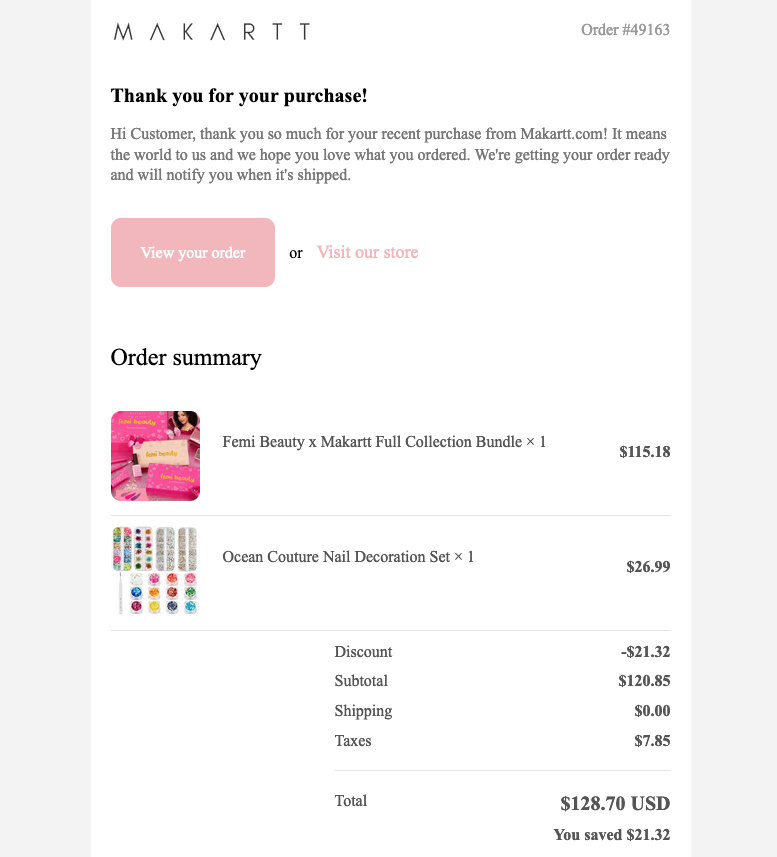 MAKARTT Order #49163
Thank you for your purchase!
Hi Customer, thank you so much for your recent purchase from Makartt.com! It means
the world to us and we hope you love what you ordered. We're getting your order ready
and will notify you when it's shipped.
View your order or Visit our store
Order summary
femi beauty
femi beauty
femi beauty
Femi Beauty x Makartt Full Collection Bundle × 1 $115.18
Ocean Couture Nail Decoration Set × 1 $26.99
Discount -$21.32
Subtotal $120.85
Shipping $0.00
Taxes $7.85
Total $128.70 USD
You saved $21.32